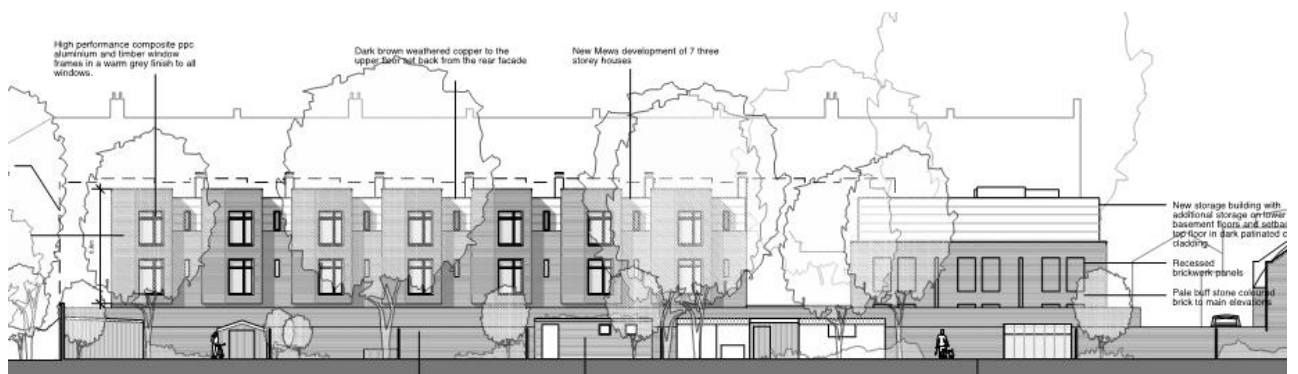 High performance composite ppc
aluminium and timber window
frames in a warm grey finish to all
windows.
Dark brown weathered copper to the
upper floor set back from the rear facade
New Mews development of 7 three
storey houses
New storage building with
additional storage on lower
basement floors and setba
top floor in dark patinated c
cladding
Recessed
brickwork panels
Pale buff stone coloured
brick to main elevations